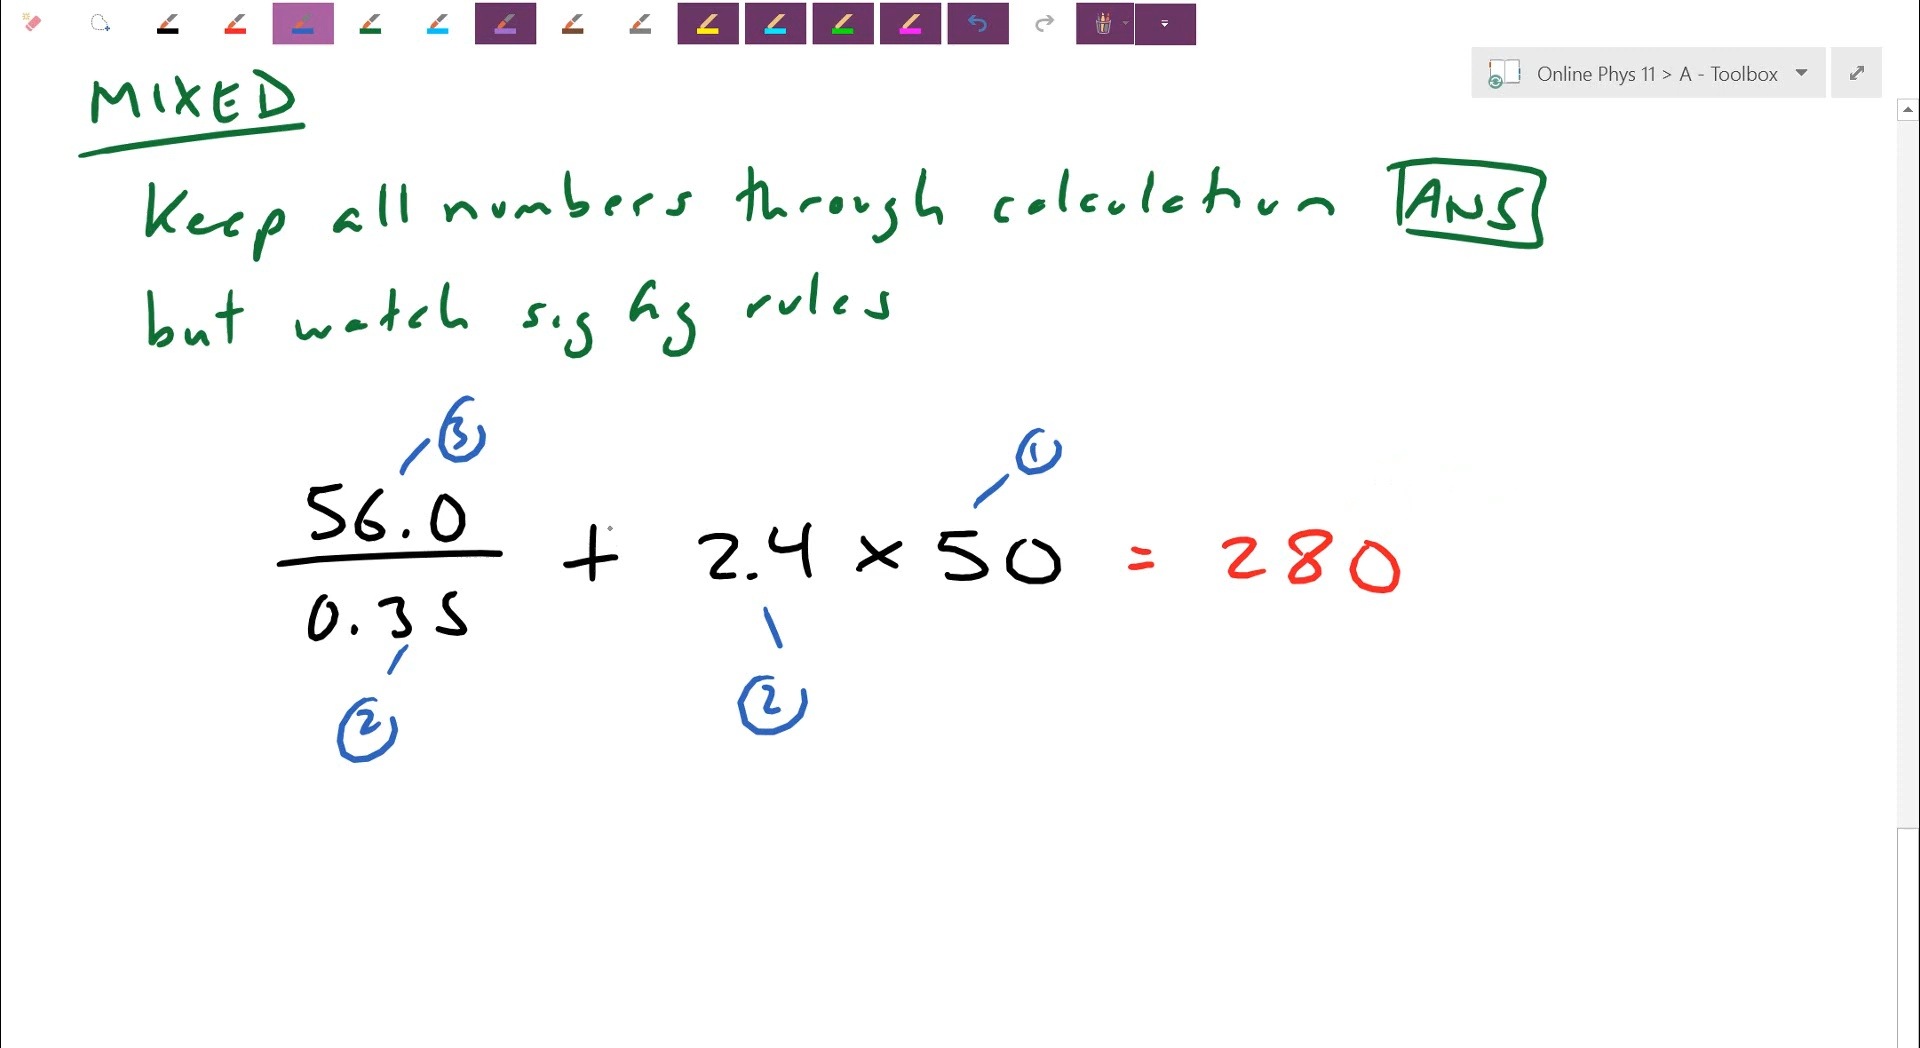 Online Phys 11 > A - Toolbox
MIXED
Keep all numbers through calculation ANS
but watch sig fig rules
3 1
56.0
0.35
+ 2.4 × 50 = 280
2 2